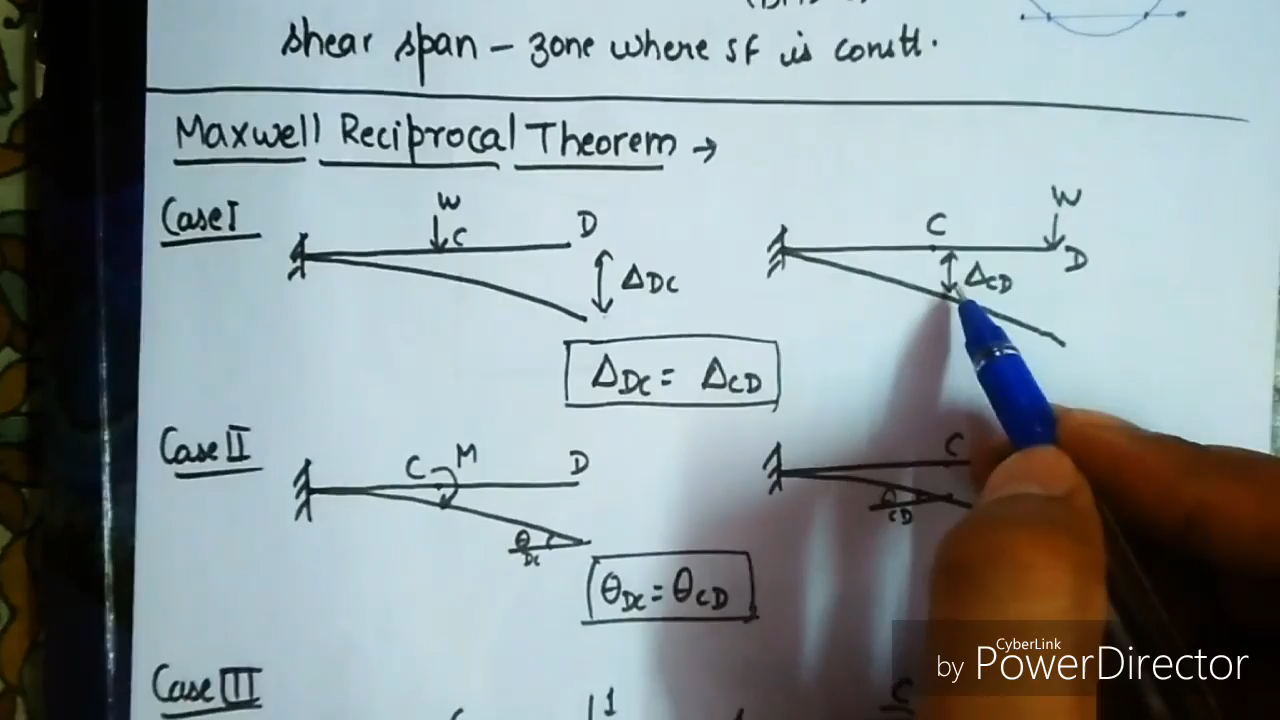 shear span – zone where SF is constt.
Maxwell Reciprocal Theorem →
Case I
W
C
D
ΔDC
W
C
D
ΔCD
ΔDC = ΔCD
Case II
C
M
D
θDC
C
θCD
θDC = θCD
Case III
1
C
CyberLink
by PowerDirector